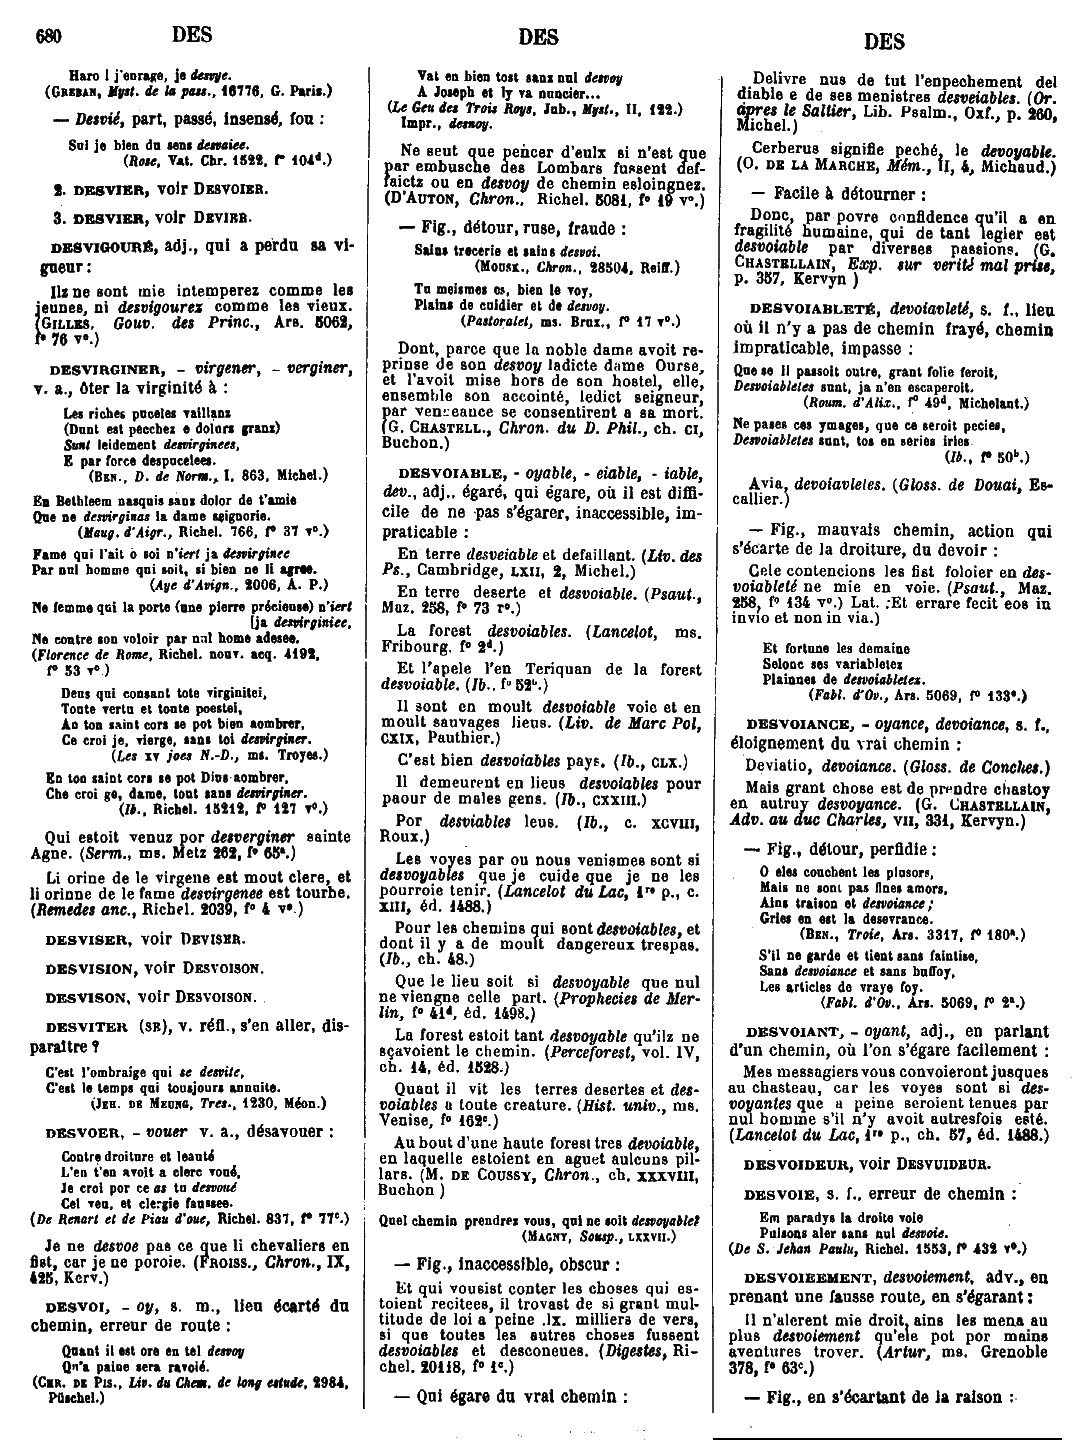 680 DES DES DES
Haro ! j'enrage, je desvye.
(GREBAN, Myst. de la pass., 16776, G. Paris.)
— Desvié, part, passé, insensé, fou :
Sui je bien du sens desvaiee.
(Rose, Vat. Chr. 1522, f° 104d.)
2. DESVIER, voir DESVOIER.
3. DESVIER, voir DEVIER.
DESVIGOURÉ, adj., qui a perdu sa vi-
gueur :
Ilz ne sont mie intemperez comme les
jeunes, ni desvigourez comme les vieux.
(GILLES, Gouv. des Princ., Ars. 5062,
f° 76 v°.)
DESVIRGINER, - virgener, - verginer,
v. a., ôter la virginité à :
Les riches puceles vaillanz
(Dunt est pecchez e dolurs granz)
Sunt leidement desvirginees,
E par force despucelees.
(BEN., D. de Norm., I, 863, Michel.)
En Bethleem nasquis sans dolor de t'amie
Que ne desvirginas la dame seignorie.
(Maug. d'Aigr., Richel. 766, f° 37 v°.)
Fame qui l'ait o soi n'iert ja desvirginee
Par nul homme qui soit, si bien ne li agree.
(Aye d'Avign., 2006, A. P.)
Ne femme qui la porte (une pierre précieuse) n'iert
[ja desvirginiee,
Ne contre son voloir par nul home adesee.
(Florence de Rome, Richel. nouv. acq. 4192,
f° 53 v°.)
Deus qui consant tote virginitei,
Toute vertu et toute poestei,
An ton saint cors se pot bien aombrer,
Ce croi je, vierge, sans toi desvirginer.
(Les XV joes N.-D., ms. Troyes.)
En ton saint cors se pot Dios aombrer,
Che croi ge, dame, tout sans desvirginer.
(Ib., Richel. 15212, f° 127 v°.)
Qui estoit venuz por desverginer sainte
Agne. (Serm., ms. Metz 262, f° 65a.)
Li orine de le virgene est mout clere, et
li orinne de le fame desvirgenee est tourbe.
(Remedes anc., Richel. 2039, f° 4 v°.)
DESVISER, voir DEVISER.
DESVISION, voir DESVOISON.
DESVISON, voir DESVOISON.
DESVITER (SE), v. réfl., s'en aller, dis-
paraître ?
C'est l'ombraige qui se desvite,
C'est le temps qui tousjours annuite.
(JEH. DE MEUNG, Tres., 1230, Méon.)
DESVOER, - vouer v. a., désavouer :
Contre droiture et leauté
L'en t'en avoit a clerc voué,
Je croi por ce as tu desvoué
Cel veu, et clergie faussee.
(De Renart et de Piau d'oue, Richel. 837, f° 77c.)
Je ne desvoe pas ce que li chevaliers en
fist, car je ne poroie. (FROISS., Chron., IX,
425, Kerv.)
DESVOI, - oy, s. m., lieu écarté du
chemin, erreur de route :
Quant il est ore en tel desvoy
Qu'a paine sera ravoié.
(CHR. DE PIS., Liv. du Chem. de long estude, 2984,
Püschel.)
Vat en bien tost sanz nul desvoy
A Joseph et ly va nuncier...
(Le Geu des Trois Roys, Jub., Myst., II, 122.)
Impr., desnoy.
Ne seut que pencer d'eulx si n'est que
par embusche des Lombars fussent def-
faictz ou en desvoy de chemin esloingnez.
(D'AUTON, Chron., Richel. 5081, f° 19 v°.)
— Fig., détour, ruse, fraude :
Sains trecerie et sains desvoi.
(MOUSK., Chron., 28504, Reiff.)
Tu meismes os, bien le voy,
Plains de cuidier et de desvoy.
(Pastoralet, ms. Brux., f° 17 v°.)
Dont, parce que la noble dame avoit re-
prinse de son desvoy ladicte dame Ourse,
et l'avoit mise hors de son hostel, elle,
ensemble son accointé, ledict seigneur,
par vengeance se consentirent a sa mort.
(G. CHASTELL., Chron. du D. Phil., ch. CI,
Buchon.)
DESVOIABLE, - oyable, - eiable, - iable,
dev., adj., égaré, qui égare, où il est diffi-
cile de ne pas s'égarer, inaccessible, im-
praticable :
En terre desveiable et defaillant. (Liv. des
Ps., Cambridge, LXII, 2, Michel.)
En terre deserte et desvoiable. (Psaut.,
Maz. 258, f° 73 r°.)
La forest desvoiables. (Lancelot, ms.
Fribourg, f° 2d.)
Et l'apele l'en Teriquan de la forest
desvoiable. (Ib., f° 52b.)
Il sont en moult desvoiable voie et en
moult sauvages lieus. (Liv. de Marc Pol,
CXIX, Pauthier.)
C'est bien desvoiables pays. (Ib., CLX.)
Il demeurent en lieus desvoiables pour
paour de males gens. (Ib., CXXIII.)
Por desviables leus. (Ib., c. XCVIII,
Roux.)
Les voyes par ou nous venismes sont si
desvoyables que je cuide que je ne les
pourroie tenir. (Lancelot du Lac, 1re p., c.
XIII, éd. 1488.)
Pour les chemins qui sont desvoiables, et
dont il y a de moult dangereux trespas.
(Ib., ch. 48.)
Que le lieu soit si desvoyable que nul
ne viengne celle part. (Prophecies de Mer-
lin, f° 41d, éd. 1498.)
La forest estoit tant desvoyable qu'ilz ne
sçavoient le chemin. (Perceforest, vol. IV,
ch. 14, éd. 1528.)
Quant il vit les terres desertes et des-
voiables a toute creature. (Hist. univ., ms.
Venise, f° 162c.)
Au bout d'une haute forest tres devoiable,
en laquelle estoient en aguet aulcuns pil-
lars. (M. DE COUSSY, Chron., ch. XXXVIII,
Buchon )
Quel chemin prendrez vous, qui ne soit desvoyable?
(MAGNY, Sousp., LXXVII.)
— Fig., inaccessible, obscur :
Et qui vousist conter les choses qui es-
toient recitees, il trovast de si grant mul-
titude de loi a peine .lx. milliers de vers,
si que toutes les autres choses fussent
desvoiables et desconeues. (Digestes, Ri-
chel. 20118, f° 1c.)
— Qui égare du vrai chemin :
Delivre nus de tut l'enpechement del
diable e de ses menistres desveiables. (Or.
apres le Saltier, Lib. Psalm., Oxf., p. 260,
Michel.)
Cerberus signifie peché, le devoyable.
(O. DE LA MARCHE, Mém., II, 4, Michaud.)
— Facile à détourner :
Donc, par povre confidence qu'il a en
fragilité humaine, qui de tant legier est
desvoiable par diverses passions. (G.
CHASTELLAIN, Exp. sur verité mal prise,
p. 357, Kervyn )
DESVOIABLETÉ, devoiavleté, s. f., lieu
où il n'y a pas de chemin frayé, chemin
impraticable, impasse :
Que se il passoit outre, grant folie feroit,
Desvoiabletes sunt, ja n'en escaperoit.
(Roum. d'Alix., f° 49d, Michelant.)
Ne pases ces ymages, que ce seroit pecies,
Desvoiabletes sunt, tos en series iries.
(Ib., f° 50b.)
Avia, devoiavletes. (Gloss. de Douai, Es-
callier.)
— Fig., mauvais chemin, action qui
s'écarte de la droiture, du devoir :
Cele contencions les fist foloier en des-
voiableté ne mie en voie. (Psaut., Maz.
258, f° 134 v°.) Lat. : Et errare fecit eos in
invio et non in via.)
Et fortune les demaine
Selonc ses variabletez
Plainnes de desvoiabletez.
(Fabl. d'Ov., Ars. 5069, f° 133e.)
DESVOIANCE, - oyance, devoiance, s. f.,
éloignement du vrai chemin :
Deviatio, devoiance. (Gloss. de Conches.)
Mais grant chose est de prendre chastoy
en autruy desvoyance. (G. CHASTELLAIN,
Adv. au duc Charles, VII, 331, Kervyn.)
— Fig., détour, perfidie :
O eles couchent les plusors,
Mais ne sont pas fines amors,
Ains traison et desvoiance ;
Gries en est la desevrance.
(BEN., Troie, Ars. 3317, f° 180a.)
S'il ne garde et tient sans faintise,
Sans desvoiance et sans buffoy,
Les articles de vraye foy.
(Fabl. d'Ov., Ars. 5069, f° 2a.)
DESVOIANT, - oyant, adj., en parlant
d'un chemin, où l'on s'égare facilement :
Mes messagiers vous convoieront jusques
au chasteau, car les voyes sont si des-
voyantes que a peine seroient tenues par
nul homme s'il n'y avoit autresfois esté.
(Lancelot du Lac, 1re p., ch. 57, éd. 1488.)
DESVOIDEUR, voir DESVUIDEUR.
DESVOIE, s. f., erreur de chemin :
Em paradys la droite voie
Puisons aler sans nul desvoie.
(De S. Jehan Paulu, Richel. 1553, f° 432 v°.)
DESVOIEEMENT, desvoiement, adv., en
prenant une fausse route, en s'égarant :
Il n'alerent mie droit, ains les mena au
plus desvoiement qu'ele pot por mains
aventures trover. (Artur, ms. Grenoble
378, f° 63c.)
— Fig., en s'écartant de la raison :